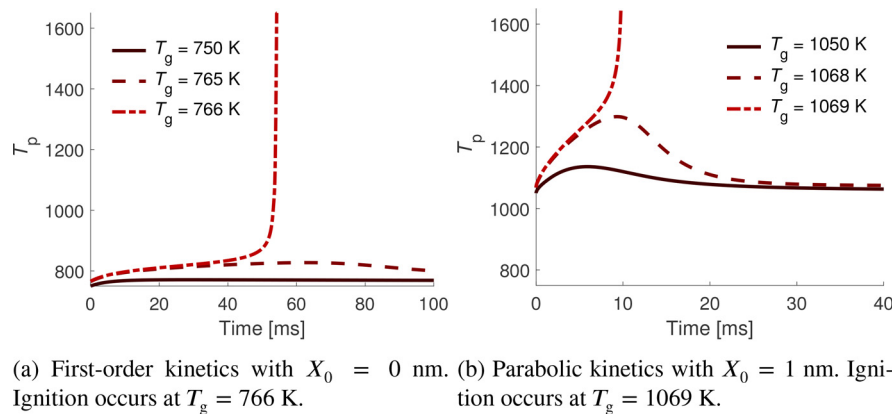 1600
1400
1200
1000
800
T_p
T_g = 750 K
T_g = 765 K
T_g = 766 K
0 20 40 60 80 100
Time [ms]
1600
1400
1200
1000
800
T_p
T_g = 1050 K
T_g = 1068 K
T_g = 1069 K
0 10 20 30 40
Time [ms]
(a) First-order kinetics with X_0 = 0 nm.
Ignition occurs at T_g = 766 K.
(b) Parabolic kinetics with X_0 = 1 nm. Igni-
tion occurs at T_g = 1069 K.